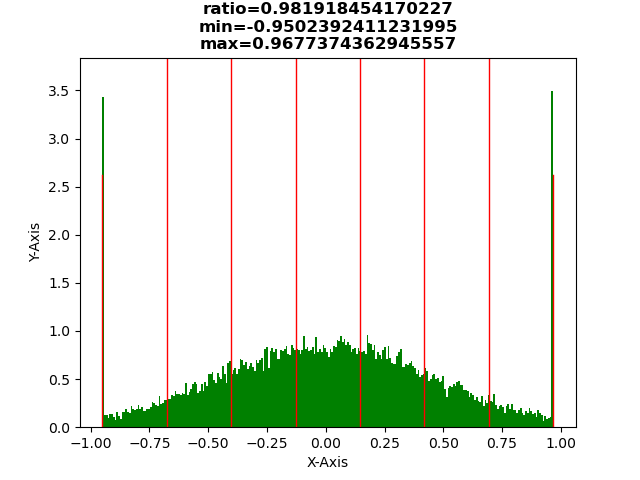 ratio=0.981918454170227
min=-0.9502392411231995
max=0.9677374362945557
3.5
3.0
2.5
2.0
1.5
1.0
0.5
0.0
Y-Axis
−1.00 −0.75 −0.50 −0.25 0.00 0.25 0.50 0.75 1.00
X-Axis